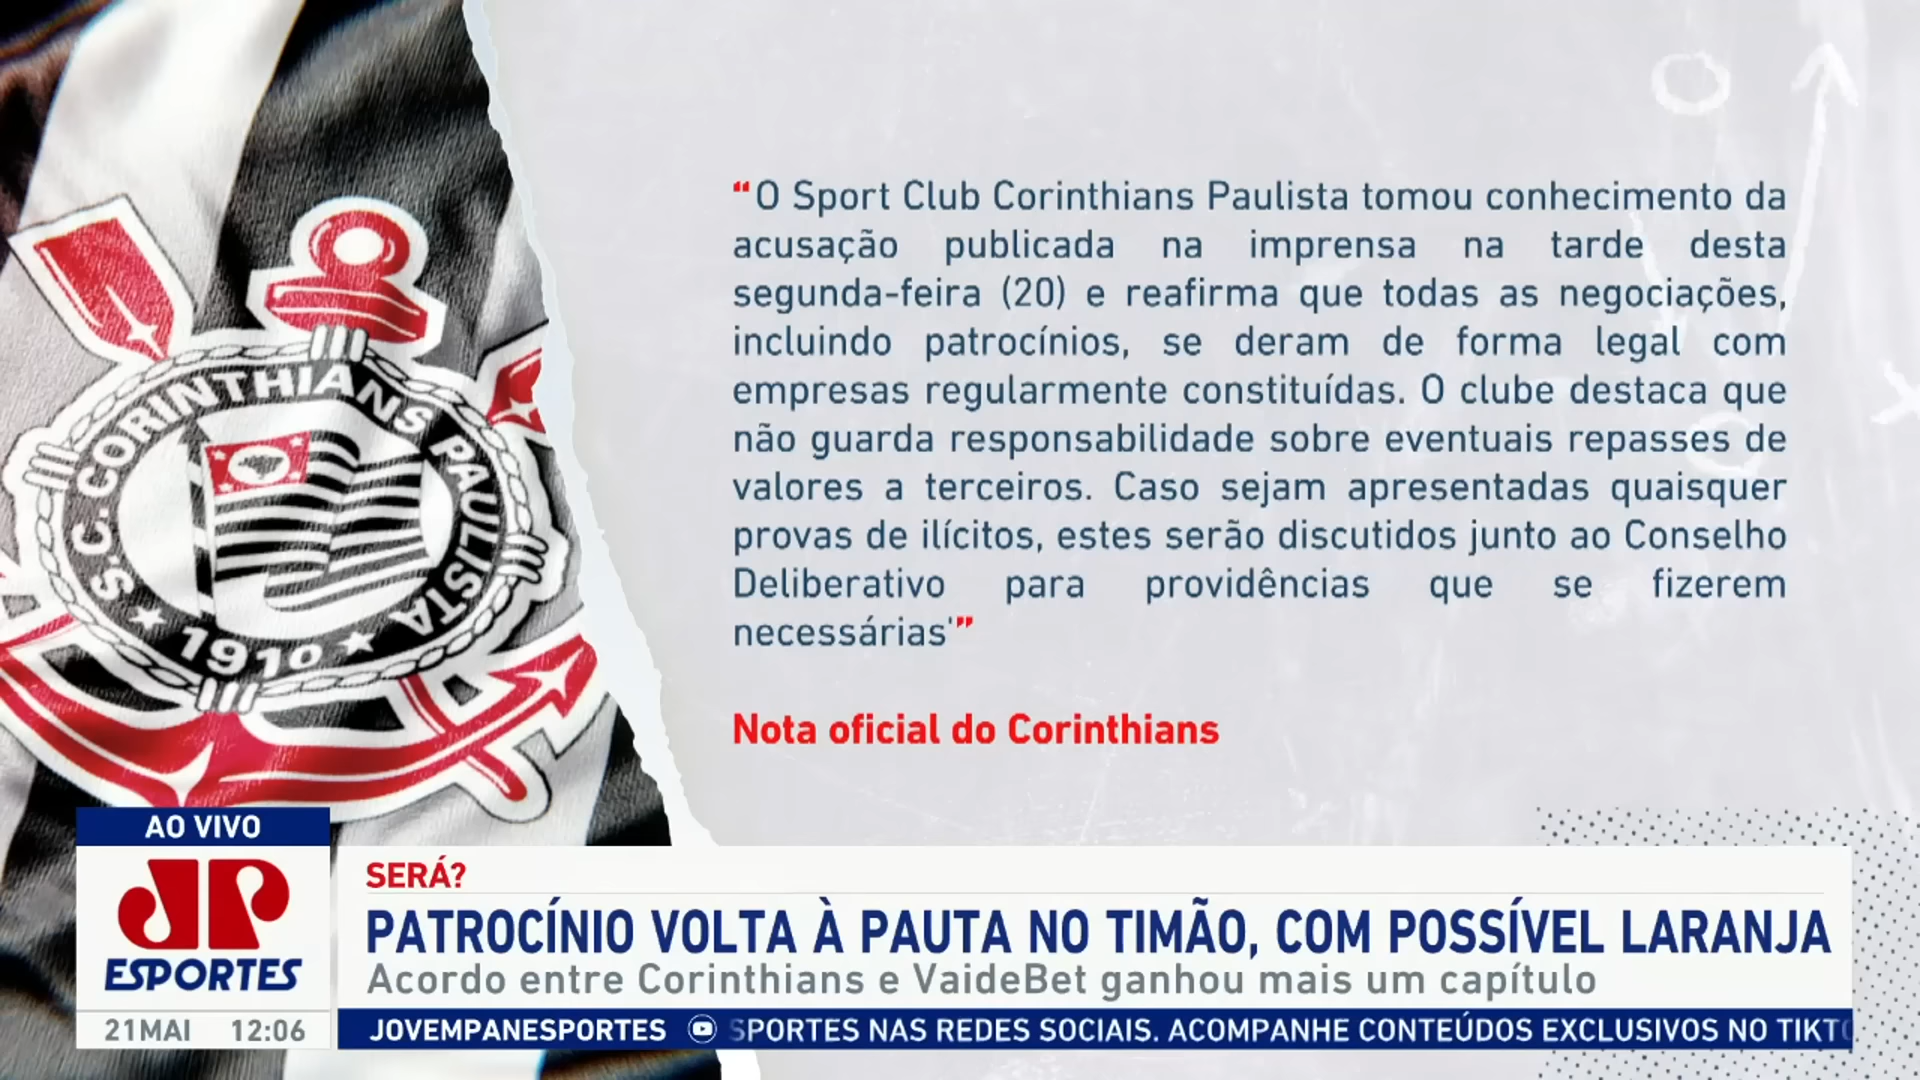 “O Sport Club Corinthians Paulista tomou conhecimento da
acusação publicada na imprensa na tarde desta
segunda-feira (20) e reafirma que todas as negociações,
incluindo patrocínios, se deram de forma legal com
empresas regularmente constituídas. O clube destaca que
não guarda responsabilidade sobre eventuais repasses de
valores a terceiros. Caso sejam apresentadas quaisquer
provas de ilícitos, estes serão discutidos junto ao Conselho
Deliberativo para providências que se fizerem
necessárias'”
Nota oficial do Corinthians
S.C. CORINTHIANS PAULISTA
1910
AO VIVO
JP
ESPORTES
21MAI 12:06
SERÁ?
PATROCÍNIO VOLTA À PAUTA NO TIMÃO, COM POSSÍVEL LARANJA
Acordo entre Corinthians e VaideBet ganhou mais um capítulo
JOVEMPANESPORTES SPORTES NAS REDES SOCIAIS. ACOMPANHE CONTEÚDOS EXCLUSIVOS NO TIKTO